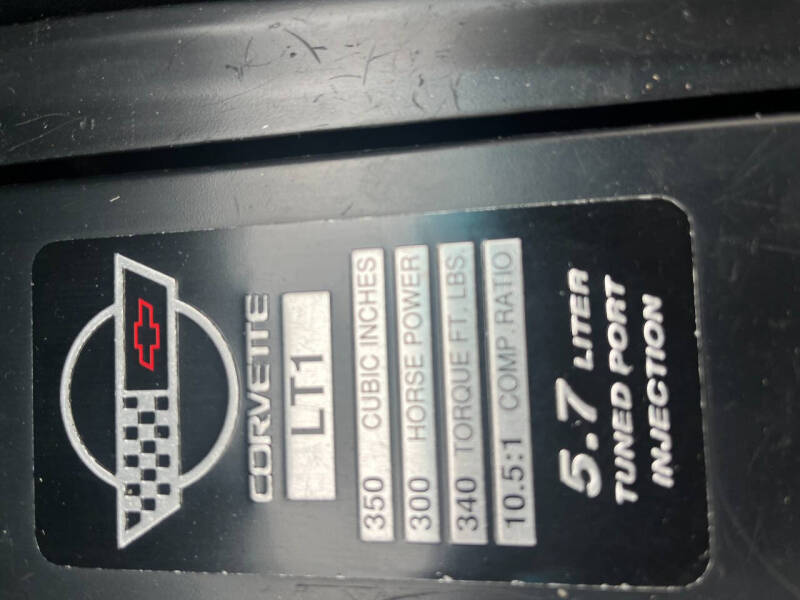 CORVETTE
LT1
350 CUBIC INCHES
300 HORSE POWER
340 TORQUE FT. LBS.
10.5:1 COMP. RATIO
5.7 LITER
TUNED PORT
INJECTION